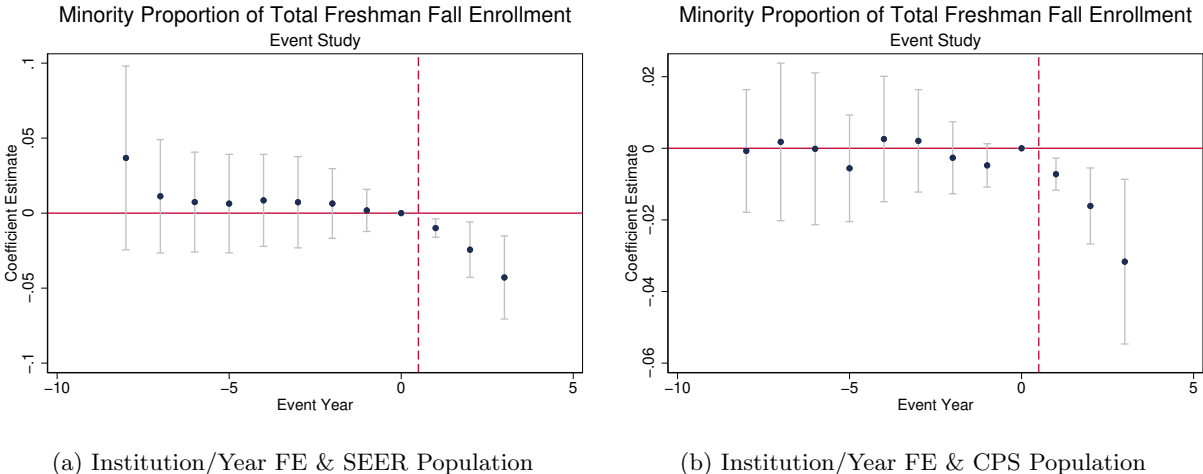 Minority Proportion of Total Freshman Fall Enrollment
Event Study
Coefficient Estimate
.1
.05
0
-.05
-.1
−10
−5
0
5
Event Year
(a) Institution/Year FE & SEER Population
Minority Proportion of Total Freshman Fall Enrollment
Event Study
Coefficient Estimate
.02
0
-.02
-.04
-.06
−10
−5
0
5
Event Year
(b) Institution/Year FE & CPS Population